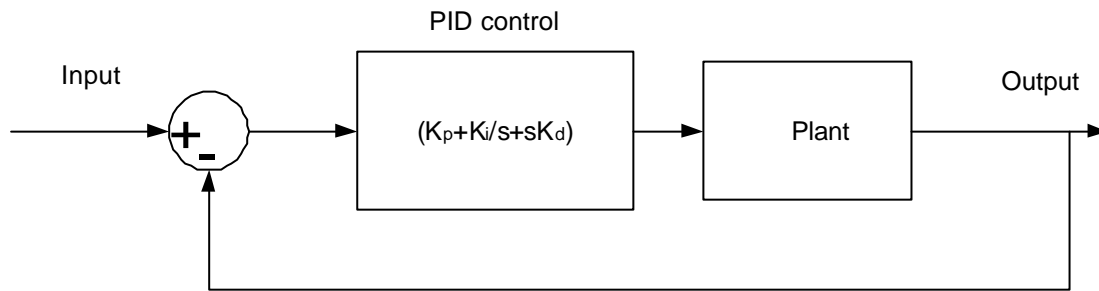 PID control
Input
Output
+
-
(Kp+Ki/s+sKd)
Plant